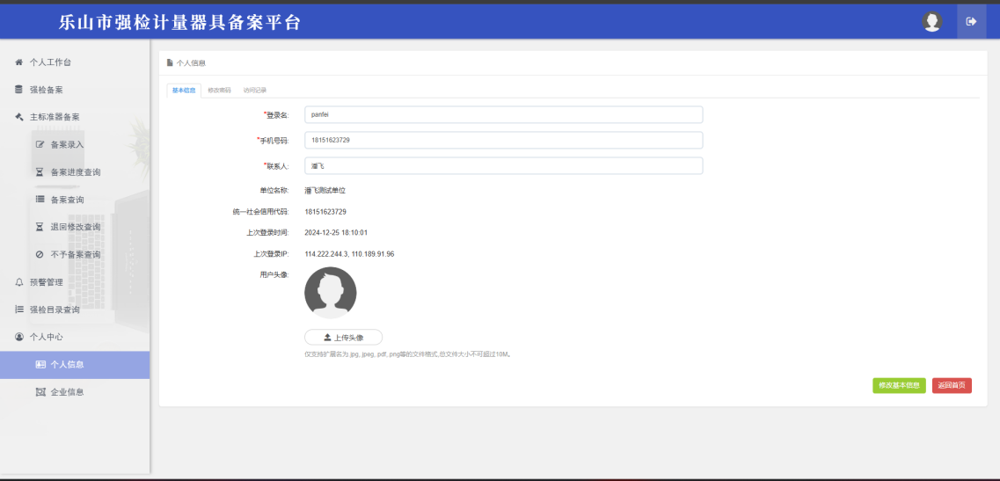 乐山市强检计量器具备案平台
个人工作台
强检备案
主标准器备案
备案录入
备案进度查询
备案查询
退回修改查询
不予备案查询
预警管理
强检目录查询
个人中心
个人信息
企业信息
个人信息
基本信息 修改密码 访问记录
*登录名: panfei
*手机号码: 18151623729
*联系人: 潘飞
单位名称: 潘飞测试单位
统一社会信用代码: 18151623729
上次登录时间: 2024-12-25 18:10:01
上次登录IP: 114.222.244.3, 110.189.91.96
用户头像:
上传头像
仅支持扩展名为 jpg, jpeg, pdf, png等的文件格式,总文件大小不可超过10M。
修改基本信息 返回首页